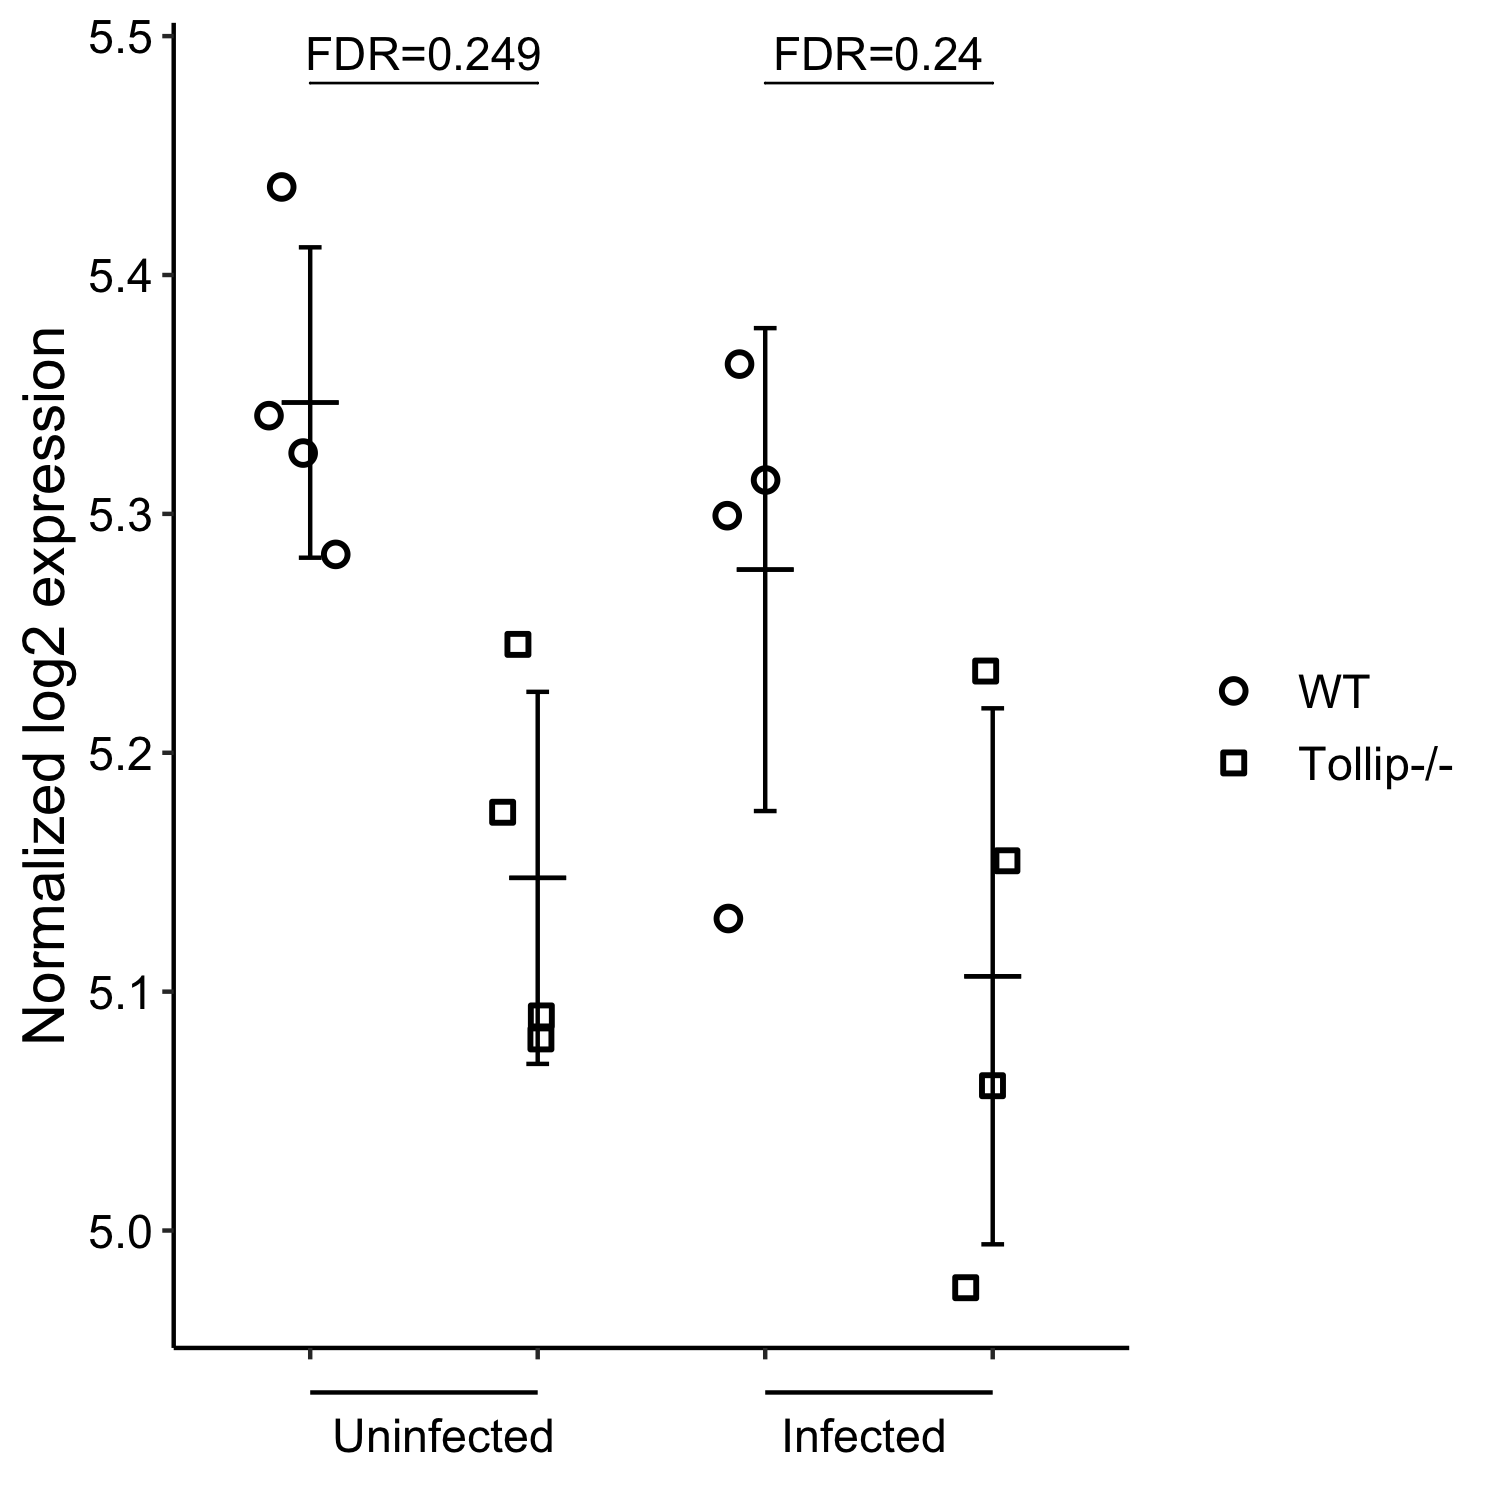 FDR=0.249 FDR=0.24
5.5
5.4
5.3
5.2
5.1
5.0
Normalized log2 expression
WT
Tollip-/-
Uninfected Infected